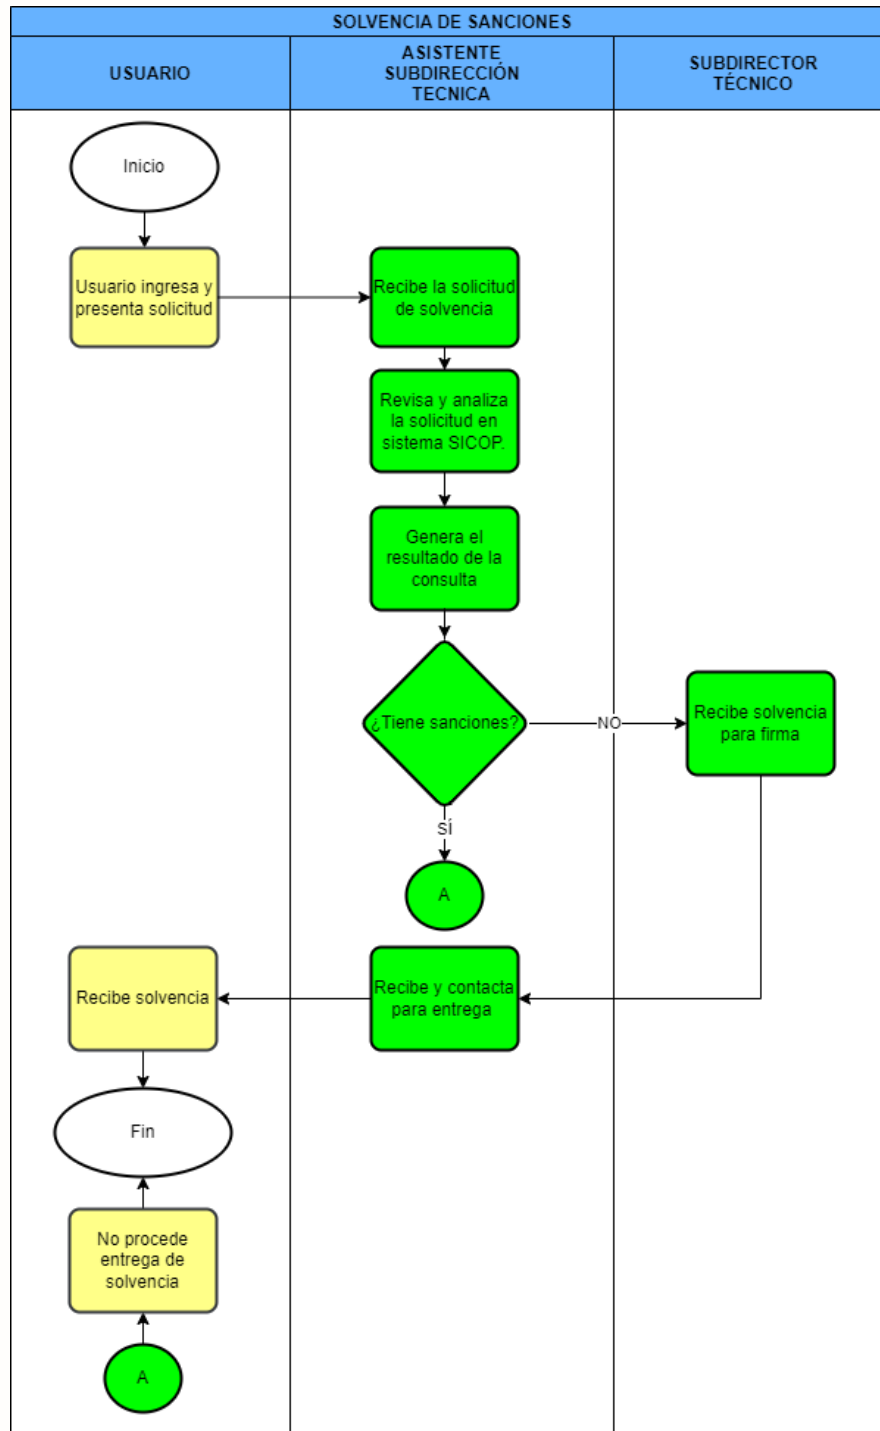 SOLVENCIA DE SANCIONES
USUARIO
ASISTENTE
SUBDIRECCIÓN
TECNICA
SUBDIRECTOR
TÉCNICO
Inicio
Usuario ingresa y
presenta solicitud
Recibe la solicitud
de solvencia
Revisa y analiza
la solicitud en
sistema SICOP.
Genera el
resultado de la
consulta
¿Tiene sanciones?
NO
Recibe solvencia
para firma
SÍ
A
Recibe y contacta
para entrega
Recibe solvencia
Fin
No procede
entrega de
solvencia
A